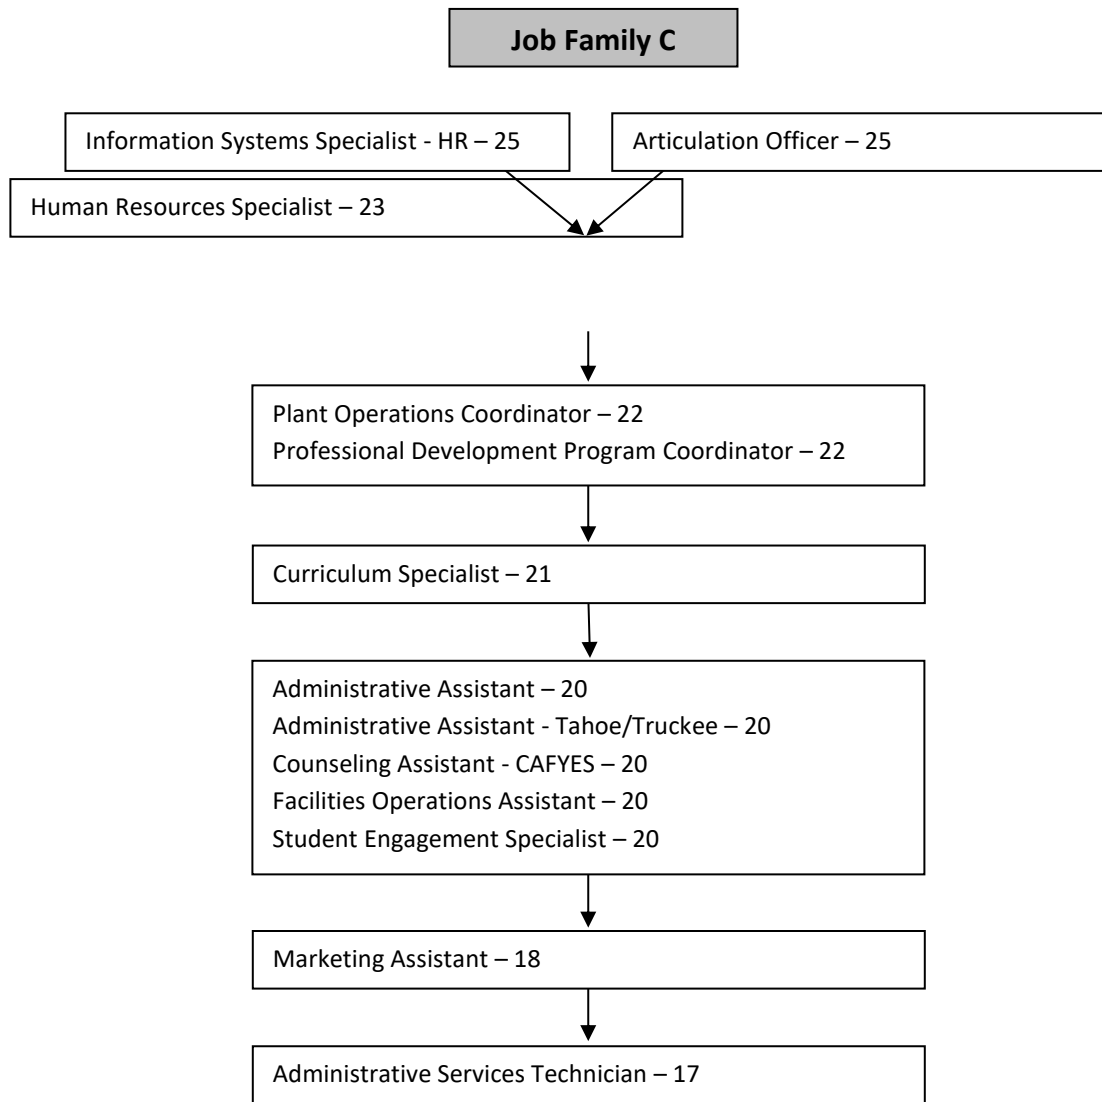 Job Family C
Information Systems Specialist - HR – 25
Articulation Officer – 25
Human Resources Specialist – 23
Plant Operations Coordinator – 22
Professional Development Program Coordinator – 22
Curriculum Specialist – 21
Administrative Assistant – 20
Administrative Assistant - Tahoe/Truckee – 20
Counseling Assistant - CAFYES – 20
Facilities Operations Assistant – 20
Student Engagement Specialist – 20
Marketing Assistant – 18
Administrative Services Technician – 17